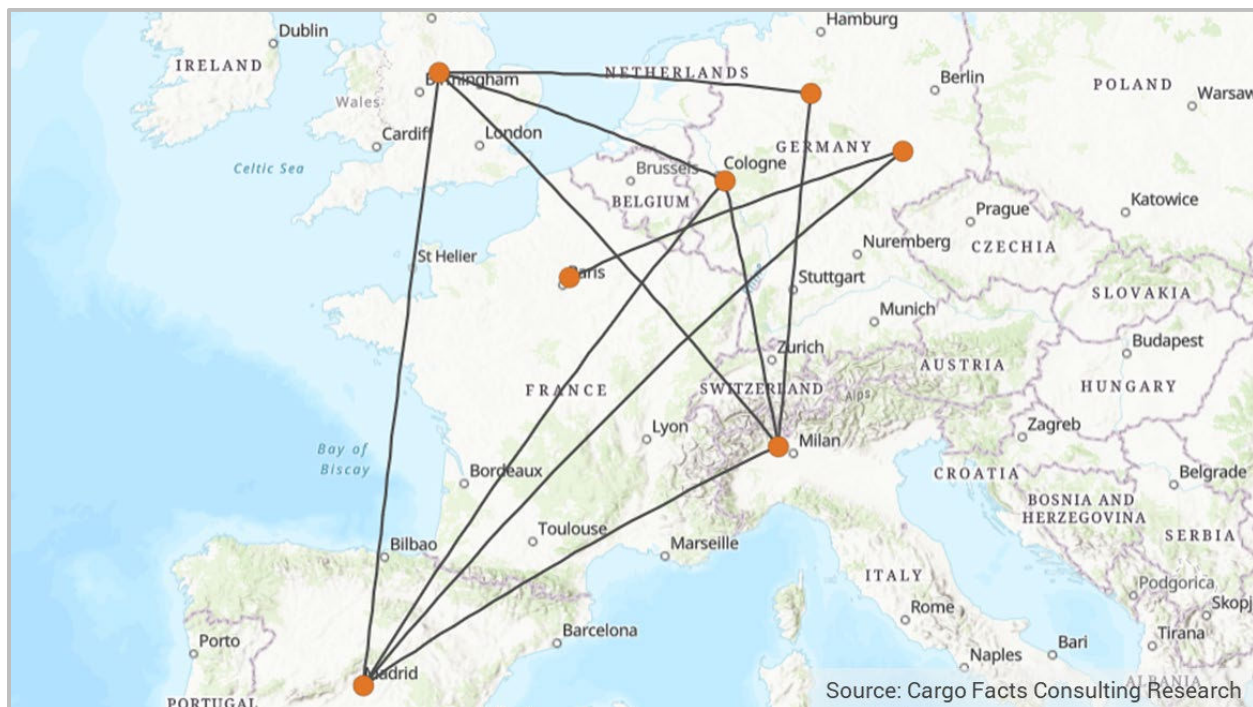 Hamburg
Dublin
IRELAND
NETHERLANDS
Birmingham
Berlin
POLAND
Warsaw
Wales
Cardiff
London
GERMANY
Celtic Sea
Brussels
Cologne
BELGIUM
Katowice
Prague
CZECHIA
St Helier
Nuremberg
Paris
Stuttgart
SLOVAKIA
Munich
Zurich
Budapest
AUSTRIA
FRANCE
SWITZERLAND
Alps
HUNGARY
Lyon
Milan
Zagreb
Bay of
Biscay
Bordeaux
CROATIA
Belgrade
BOSNIA AND
HERZEGOVINA
Toulouse
Bilbao
Marseille
SERBIA
ITALY
Podgorica
Rome
Skopj
Barcelona
Porto
Bari
Tirana
Naples
Madrid
ALBANIA
Source: Cargo Facts Consulting Research
PORTUGAL